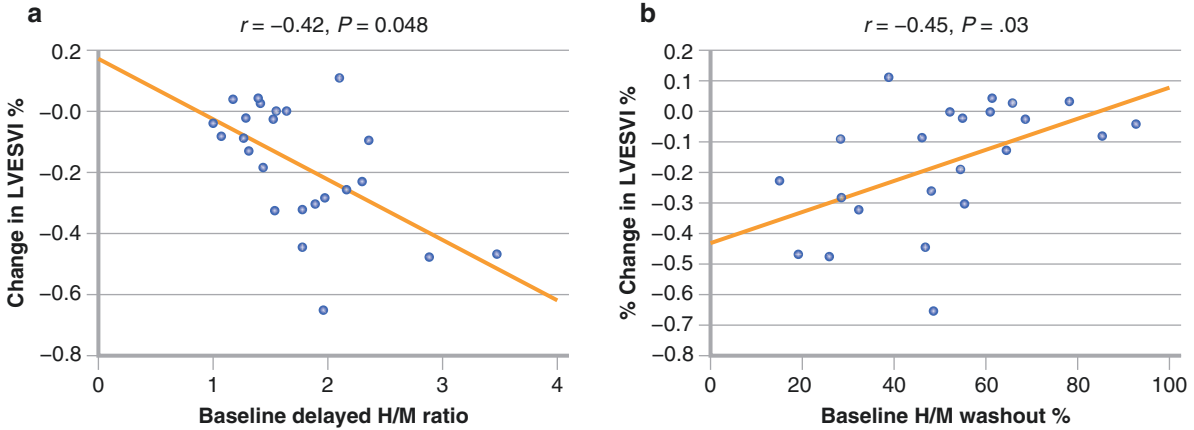 a
r = −0.42, P = 0.048
Change in LVESVI %
0.2
−0.0
−0.2
−0.4
−0.6
−0.8
0 1 2 3 4
Baseline delayed H/M ratio
b
r = −0.45, P = .03
% Change in LVESVI %
0.2
0.1
0.0
−0.1
−0.2
−0.3
−0.4
−0.5
−0.6
−0.7
−0.8
0 20 40 60 80 100
Baseline H/M washout %